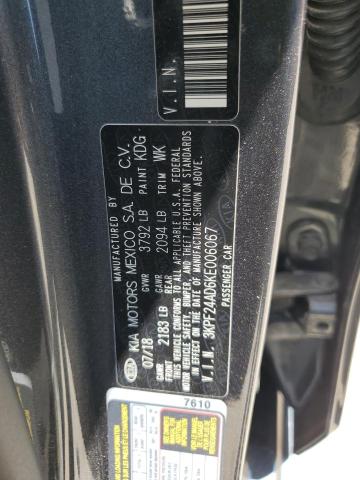 V.I.N.
MANUFACTURED BY
KIA MOTORS MEXICO S.A. DE C.V.
07/18 GVWR 3792 LB PAINT KDG
GAWR 2183 LB GAWR 2094 LB TRIM WK
FRONT REAR
THIS VEHICLE CONFORMS TO ALL APPLICABLE U.S.A. FEDERAL
MOTOR VEHICLE SAFETY, BUMPER, AND THEFT PREVENTION STANDARDS
IN EFFECT ON THE DATE OF MANUFACTURE SHOWN ABOVE.
V.I.N. 3KPF24AD6KE006067
PASSENGER CAR
7610